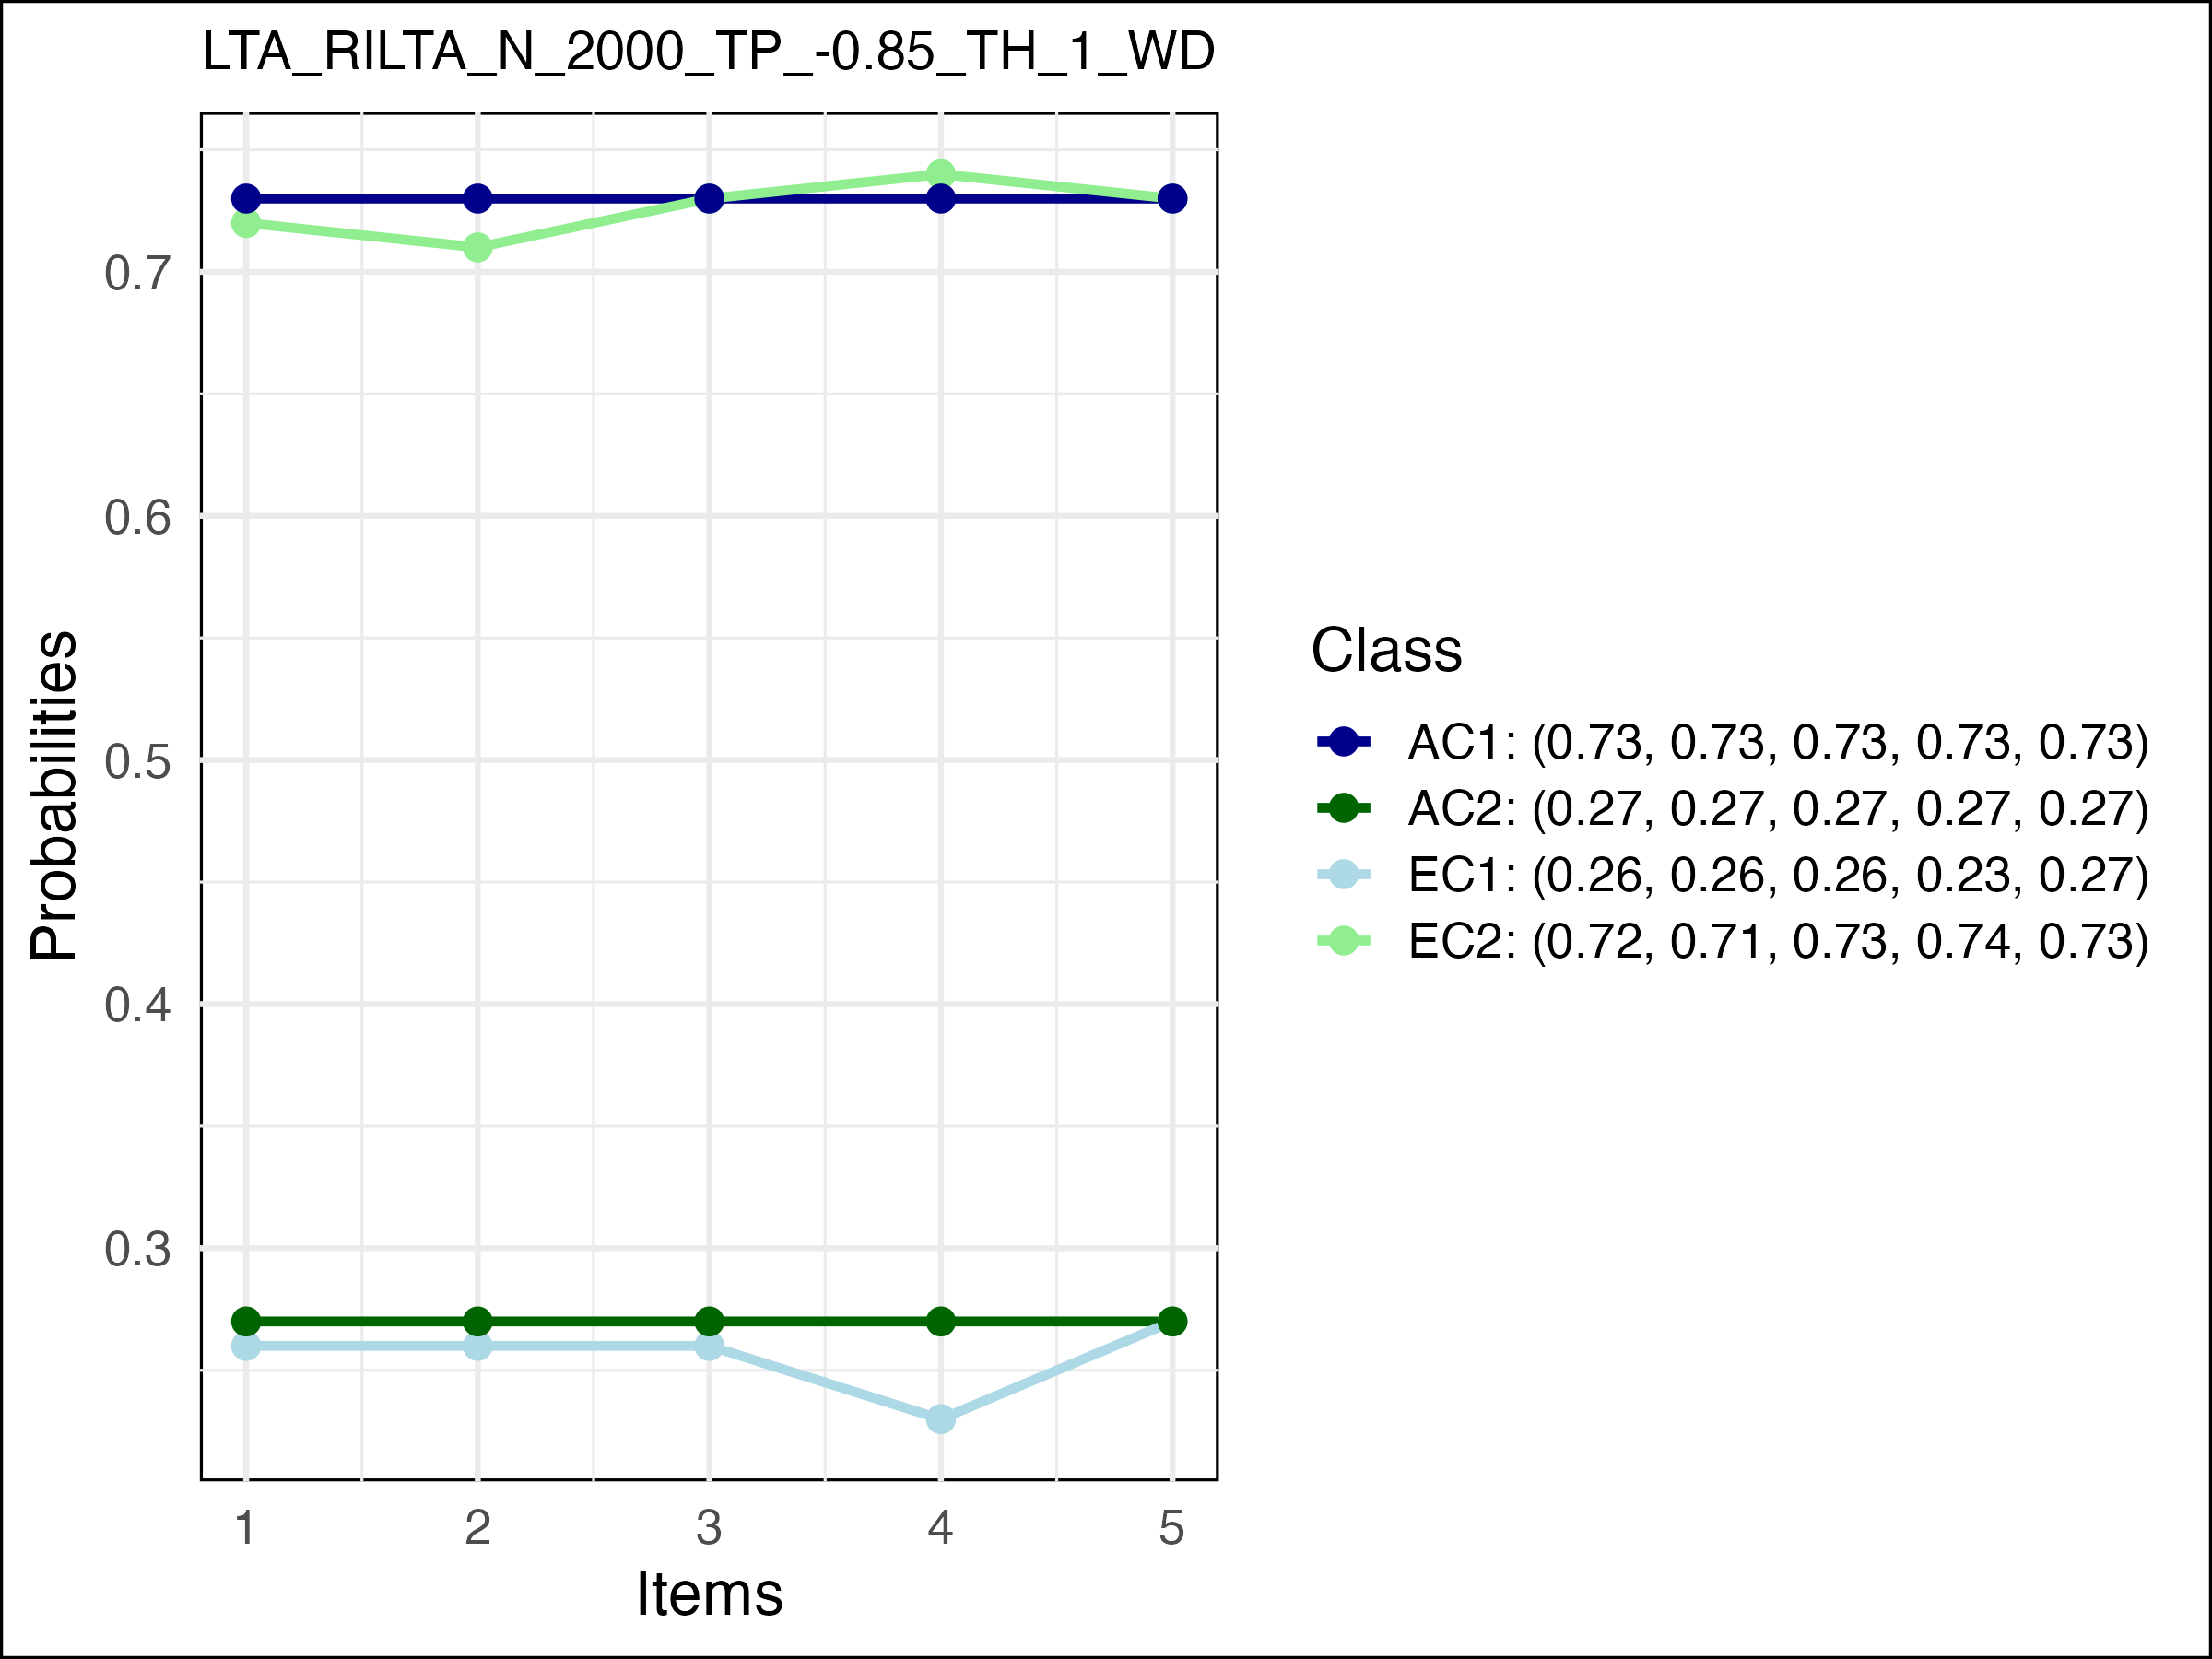 LTA_RILTA_N_2000_TP_-0.85_TH_1_WD
Probabilities
0.7
0.6
0.5
0.4
0.3
1 2 3 4 5
Items
Class
AC1: (0.73, 0.73, 0.73, 0.73, 0.73)
AC2: (0.27, 0.27, 0.27, 0.27, 0.27)
EC1: (0.26, 0.26, 0.26, 0.23, 0.27)
EC2: (0.72, 0.71, 0.73, 0.74, 0.73)